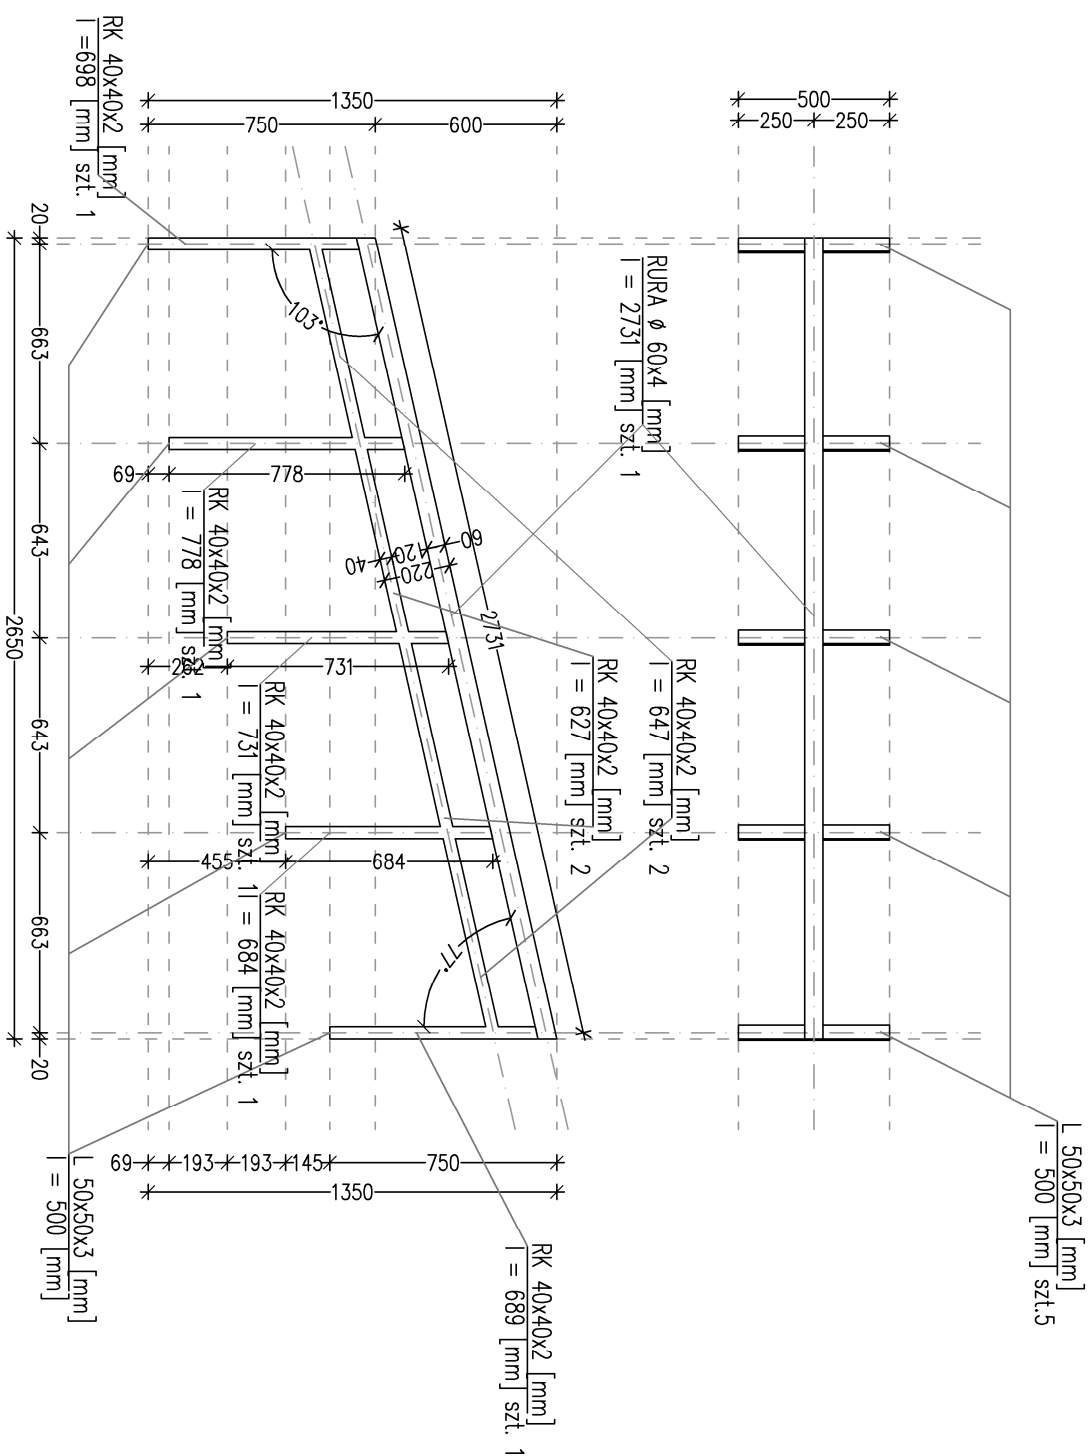 RK 40x40x2 [mm]
l =698 [mm] szt. 1
1350
750
600
500
250
250
20
663
643
643
663
20
2650
103°
RURA ø 60x4 [mm]
l = 2731 [mm] szt. 1
69
778
RK 40x40x2 [mm]
l = 778 [mm] szt. 1
60
120
220
40
2731
262
731
RK 40x40x2 [mm]
l = 731 [mm] szt. 1
RK 40x40x2 [mm]
l = 627 [mm] szt. 2
RK 40x40x2 [mm]
l = 647 [mm] szt. 2
455
684
RK 40x40x2 [mm]
l = 684 [mm] szt. 1
77°
69
193
193
145
750
1350
L 50x50x3 [mm]
l = 500 [mm]
RK 40x40x2 [mm]
l = 689 [mm] szt. 1
L 50x50x3 [mm]
l = 500 [mm] szt.5